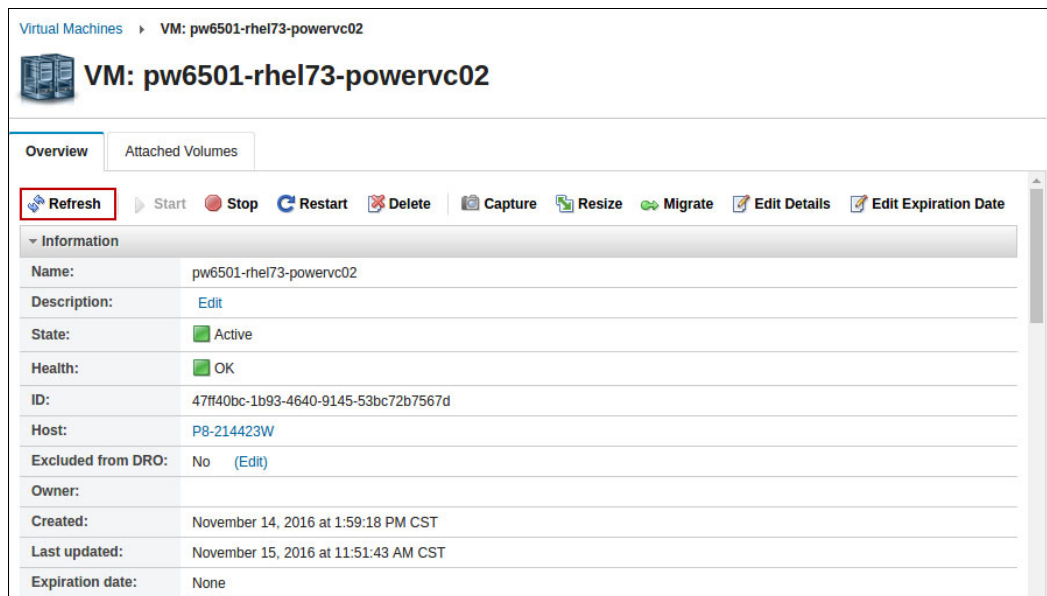 Virtual Machines VM: pw6501-rhel73-powervc02
VM: pw6501-rhel73-powervc02
Overview Attached Volumes
Refresh Start Stop Restart Delete Capture Resize Migrate Edit Details Edit Expiration Date
Information
Name: pw6501-rhel73-powervc02
Description: Edit
State: Active
Health: OK
ID: 47ff40bc-1b93-4640-9145-53bc72b7567d
Host: P8-214423W
Excluded from DRO: No (Edit)
Owner:
Created: November 14, 2016 at 1:59:18 PM CST
Last updated: November 15, 2016 at 11:51:43 AM CST
Expiration date: None